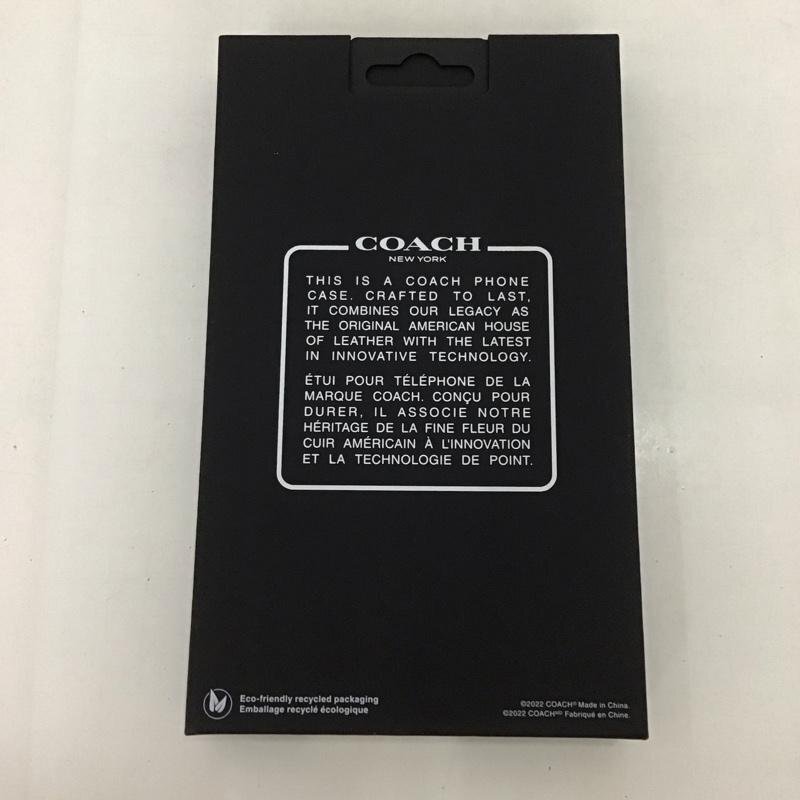 COACH
NEW YORK
THIS IS A COACH PHONE
CASE. CRAFTED TO LAST,
IT COMBINES OUR LEGACY AS
THE ORIGINAL AMERICAN HOUSE
OF LEATHER WITH THE LATEST
IN INNOVATIVE TECHNOLOGY.
ÉTUI POUR TÉLÉPHONE DE LA
MARQUE COACH. CONÇU POUR
DURER, IL ASSOCIE NOTRE
HÉRITAGE DE LA FINE FLEUR DU
CUIR AMÉRICAIN À L'INNOVATION
ET LA TECHNOLOGIE DE POINT.
Eco-friendly recycled packaging
Emballage recyclé écologique
©2022 COACH® Made in China.
©2022 COACHᴹᴰ Fabriqué en Chine.